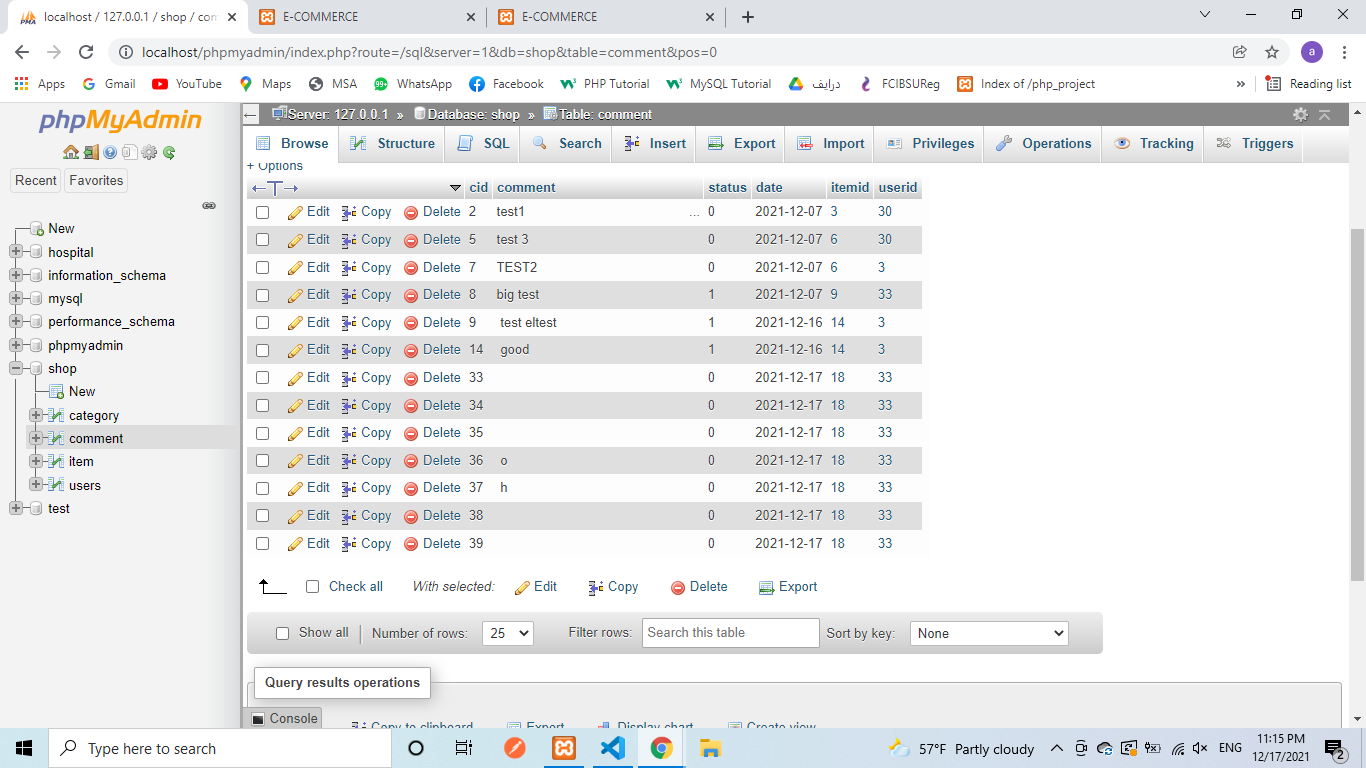 localhost / 127.0.0.1 / shop / com
E-COMMERCE
E-COMMERCE
localhost/phpmyadmin/index.php?route=/sql&server=1&db=shop&table=comment&pos=0
a
Apps Gmail YouTube Maps MSA WhatsApp Facebook PHP Tutorial MySQL Tutorial درايف FCIBSUReg Index of /php_project » Reading list
phpMyAdmin
Recent Favorites
New
hospital
information_schema
mysql
performance_schema
phpmyadmin
shop
New
category
comment
item
users
test
Server: 127.0.0.1 » Database: shop » Table: comment
Browse Structure SQL Search Insert Export Import Privileges Operations Tracking Triggers
+ Options
←T→ cid comment status date itemid userid
Edit Copy Delete 2 test1 ... 0 2021-12-07 3 30
Edit Copy Delete 5 test 3 0 2021-12-07 6 30
Edit Copy Delete 7 TEST2 0 2021-12-07 6 3
Edit Copy Delete 8 big test 1 2021-12-07 9 33
Edit Copy Delete 9 test eltest 1 2021-12-16 14 3
Edit Copy Delete 14 good 1 2021-12-16 14 3
Edit Copy Delete 33 0 2021-12-17 18 33
Edit Copy Delete 34 0 2021-12-17 18 33
Edit Copy Delete 35 0 2021-12-17 18 33
Edit Copy Delete 36 o 0 2021-12-17 18 33
Edit Copy Delete 37 h 0 2021-12-17 18 33
Edit Copy Delete 38 0 2021-12-17 18 33
Edit Copy Delete 39 0 2021-12-17 18 33
Check all With selected: Edit Copy Delete Export
Show all Number of rows: 25 Filter rows: Search this table Sort by key: None
Query results operations
Console
Copy to clipboard Export Display chart Create view
Type here to search
57°F Partly cloudy ENG
11:15 PM
12/17/2021
2